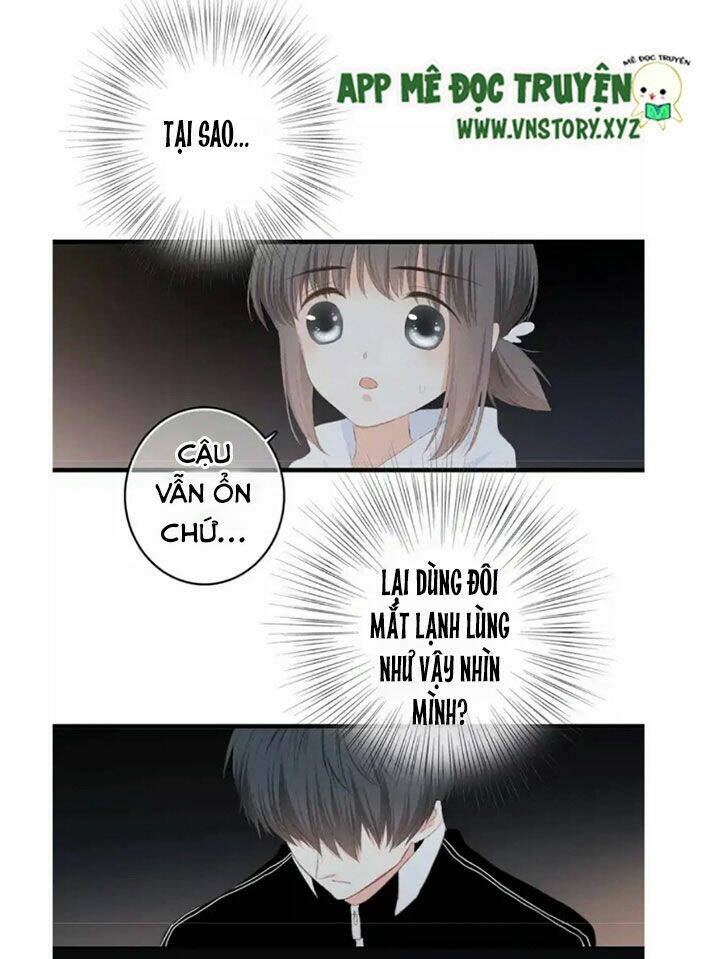 MÊ ĐỌC TRUYỆN
APP MÊ ĐỌC TRUYỆN
WWW.VNSTORY.XYZ
TẠI SAO...
CẬU
VẪN ỔN
CHỨ...
LẠI DÙNG ĐÔI
MẮT LẠNH LÙNG
NHƯ VẬY NHÌN
MÌNH?